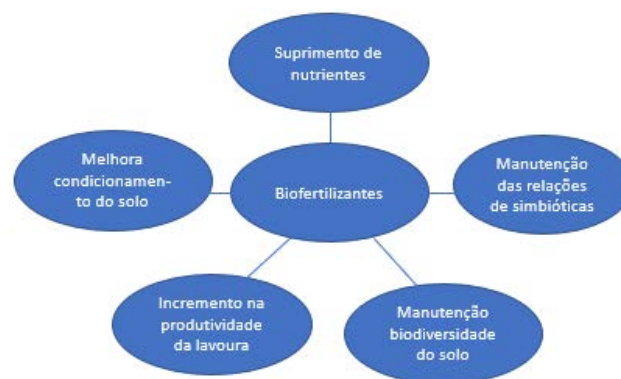 Suprimento de
nutrientes
Melhora
condicionamen-
to do solo
Biofertilizantes
Manutenção
das relações
de simbióticas
Incremento na
produtividade
da lavoura
Manutenção
biodiversidade
do solo